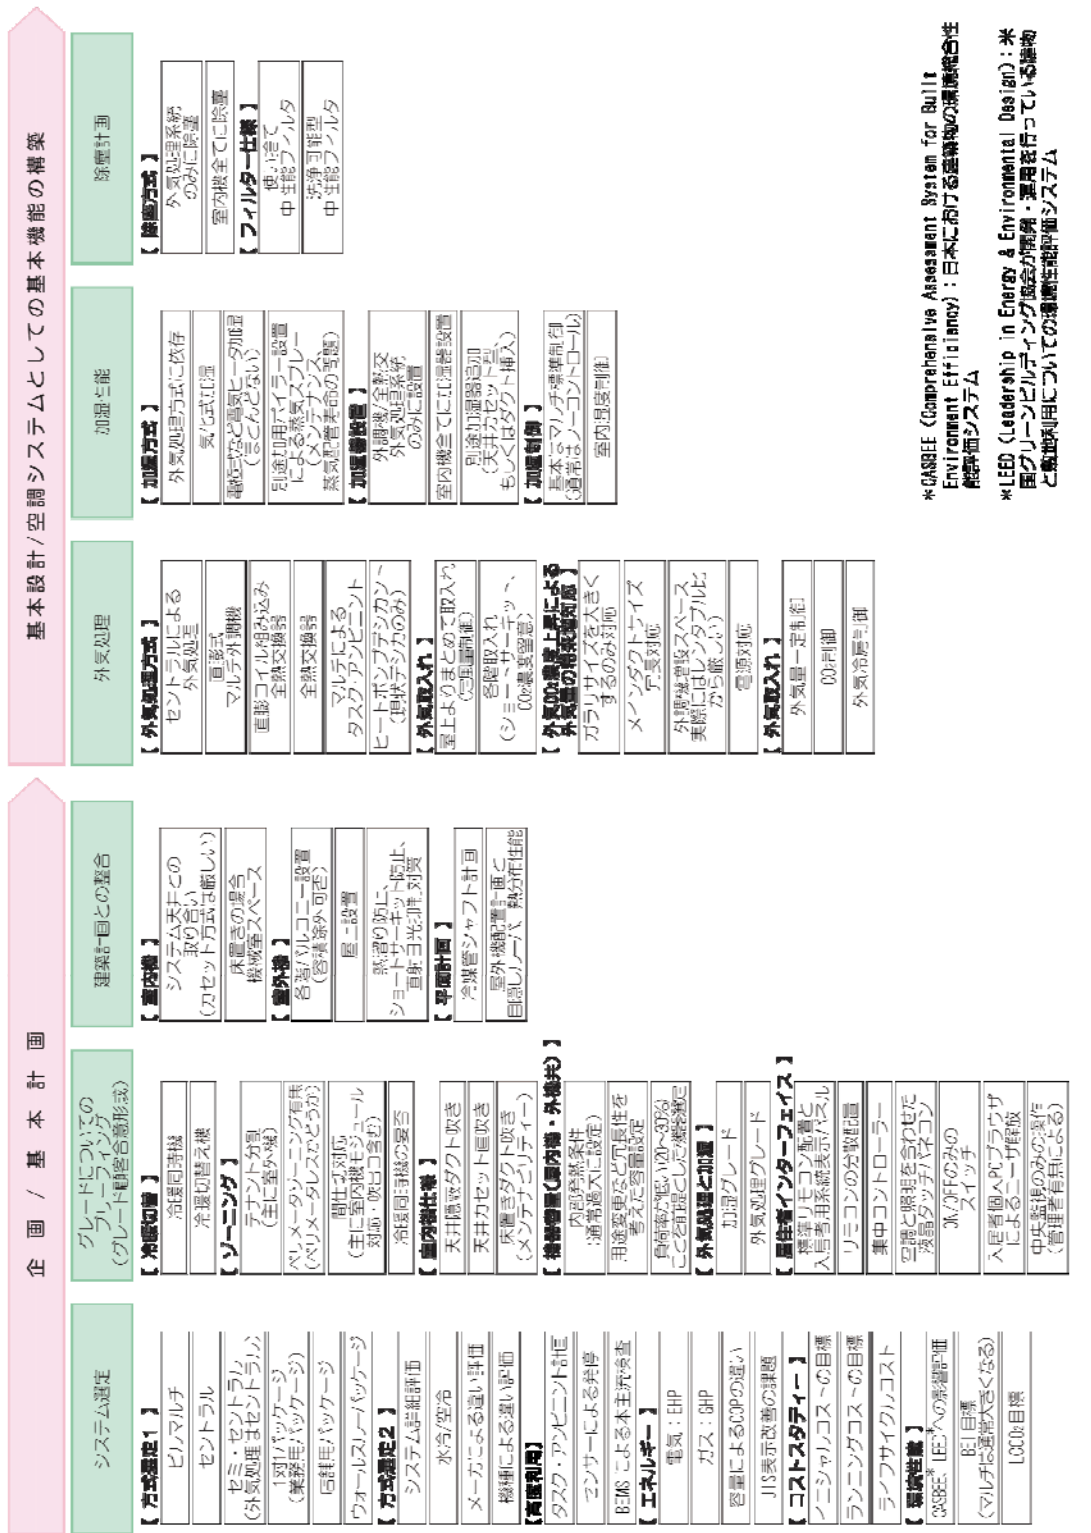 企画 / 基本計画
システム選定
【 方式選定1 】
ビル マルチ
セントラル
セミ・セントラル
(外気処理はセントラル)
1対1パッケージ
(業務用パッケージ)
店舗用パッケージ
ウォールスルーパッケージ
【 方式選定2 】
システム詳細評価
水冷/空冷
メーカによる違い評価
機種による違い評価
【高度利用】
タスク・アンビエント計画
センサーによる発停
BEMSによる本主流検査
【 エネルギー 】
電気：EHP
ガス：GHP
容量によるCOPの違い
JIS表示改善の課題
【 コストスタディー 】
イニシャルコストへの目標
ランニングコストへの目標
ライフサイクルコスト
【 環境性能 】
CASBEE*、LEED*への影響評価
BEI目標
(マルチは通常大きくなる)
LCCO₂目標
グレードについての
ブリーフィング
(グレード顧客合意形成)
【 冷暖切替 】
冷暖同時機
冷暖切替え機
【 ゾーニング 】
テナント分割
(主に室外機)
ペリメータゾーニング有無
(ペリメータレスかどうか)
間仕切対応
(主に室内機モジュール
対応・吹出口含む)
冷暖同時機の要否
【 室内機仕様 】
天井隠蔽ダクト吹き
天井カセット直吹き
床置きダクト吹き
(メンテナビリティー)
【 機器容量(室内機・外機共) 】
内部発熱条件
(通常過大に設定)
用途変更など冗長性を
考えた容量設定
負荷率が低い(20～30%)
ことを前提とした機器選定
【 外気処理と加湿 】
加湿グレード
外気処理グレード
【 居住者インターフェイス 】
標準リモコン配置と
入居者用系統表示パネル
リモコンの分散配置
集中コントローラー
空調と照明を合わせた
液晶タッチパネコン
ON/OFFのみの
スイッチ
入居者個人PCブラウザ
によるユーザ解放
中央監視のみの操作
(管理者有無による)
建築計画との整合
【 室内機 】
システム天井との
取り合い
(カセット方式は厳しい)
床置きの場合
機械室スペース
【 室外機 】
各階バルコニー設置
(容積除外可否)
屋上設置
熱溜り防止、
ショートサーキット防止、
直射日光抑制対策
【 平面計画 】
冷媒管シャフト計画
屋外機配置計画と
目隠しルーバ、熱分布性能
基本設計/空調システムとしての基本機能の構築
外気処理
【 外気処理方式 】
セントラルによる
外気処理
直膨式
マルチ外調機
直膨コイル組み込み
全熱交換器
全熱交換器
マルチによる
タスク・アンビエント
ヒートポンプデシカント
(現状デシカのみ)
【 外気取入れ 】
室上よりまとめて取入れ
(定風量制御)
各階取入れ
(ショートサーキット、
CO₂濃度留意)
【 外気CO₂濃度上昇による
外気量の将来増対応 】
ガラリサイズを大きく
するのみ対応
メインダクトサイズ
冗長対応
外調機増設スペース
実際にはレンタブル比
から厳しい)
電源対応
【 外気取入れ 】
外気量一定制御
CO₂制御
外気冷房制御
加湿性能
【 加湿方式 】
外気処理方式に依存
気化式加湿
電極式など電気ヒータ加湿
(ほとんどない)
別途加湿用ボイラー設置
による蒸気スプレー
(メンテナンス、
蒸気配管寿命の問題)
【 加湿器設置 】
外調機/全熱交
外気処理系統
のみに設置
室内機全てに加湿器設置
別途加湿器追加
(天井カセット型、
もしくはダクト挿入)
【 加湿制御 】
基本はマルチ標準制御
(通常はノーコントロール)
室内湿度制御
除塵計画
【 除塵方式 】
外気処理系統
のみに除塵
室内機全てに除塵
【 フィルター仕様 】
使い捨て
中性能フィルタ
洗浄可能型
中性能フィルタ
*CASBEE (Comprehensive Assessment System for Built
Environment Efficiency)：日本における建築物の環境総合性
能評価システム
*LEED (Leadership in Energy & Environmental Design)：米
国グリーンビルディング協会が開発・運用を行っている建物
と敷地利用についての環境性能評価システム